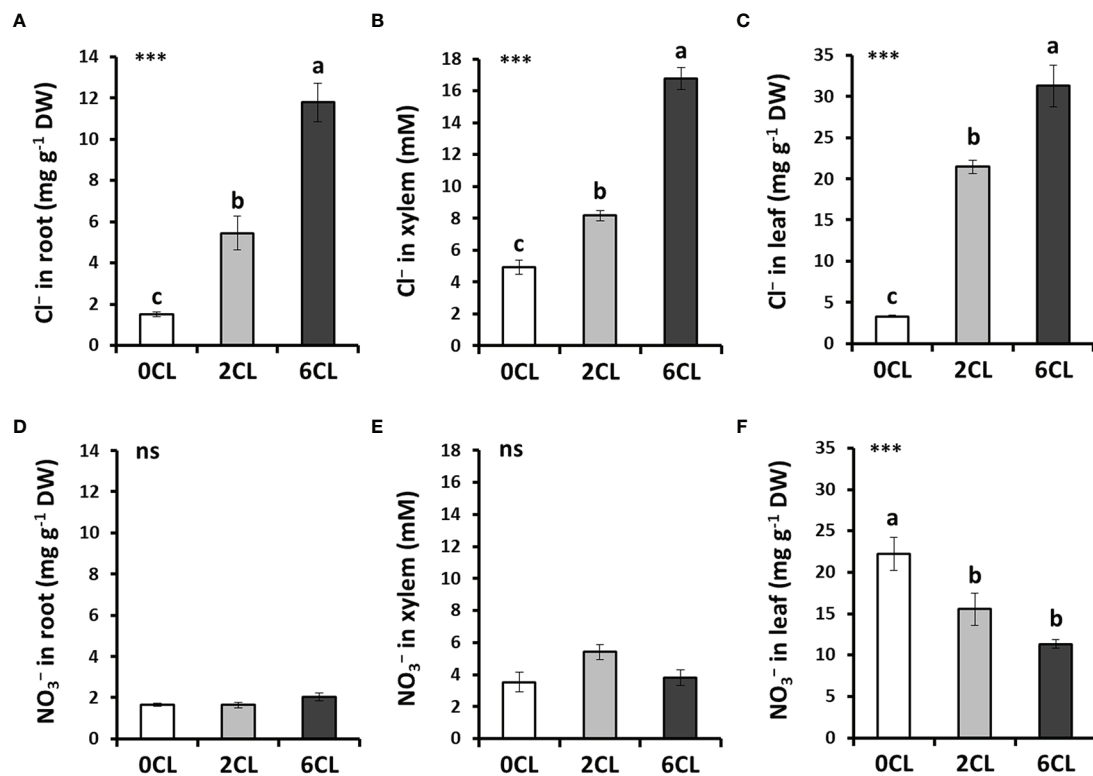 A
Cl⁻ in root (mg g⁻¹ DW)
***
14
12
10
8
6
4
2
0
c
b
a
0CL 2CL 6CL
B
Cl⁻ in xylem (mM)
***
18
16
14
12
10
8
6
4
2
0
c
b
a
0CL 2CL 6CL
C
Cl⁻ in leaf (mg g⁻¹ DW)
***
35
30
25
20
15
10
5
0
c
b
a
0CL 2CL 6CL
D
NO₃⁻ in root (mg g⁻¹ DW)
ns
14
12
10
8
6
4
2
0
0CL 2CL 6CL
E
NO₃⁻ in xylem (mM)
ns
18
16
14
12
10
8
6
4
2
0
0CL 2CL 6CL
F
NO₃⁻ in leaf (mg g⁻¹ DW)
***
35
30
25
20
15
10
5
0
a
b
b
0CL 2CL 6CL